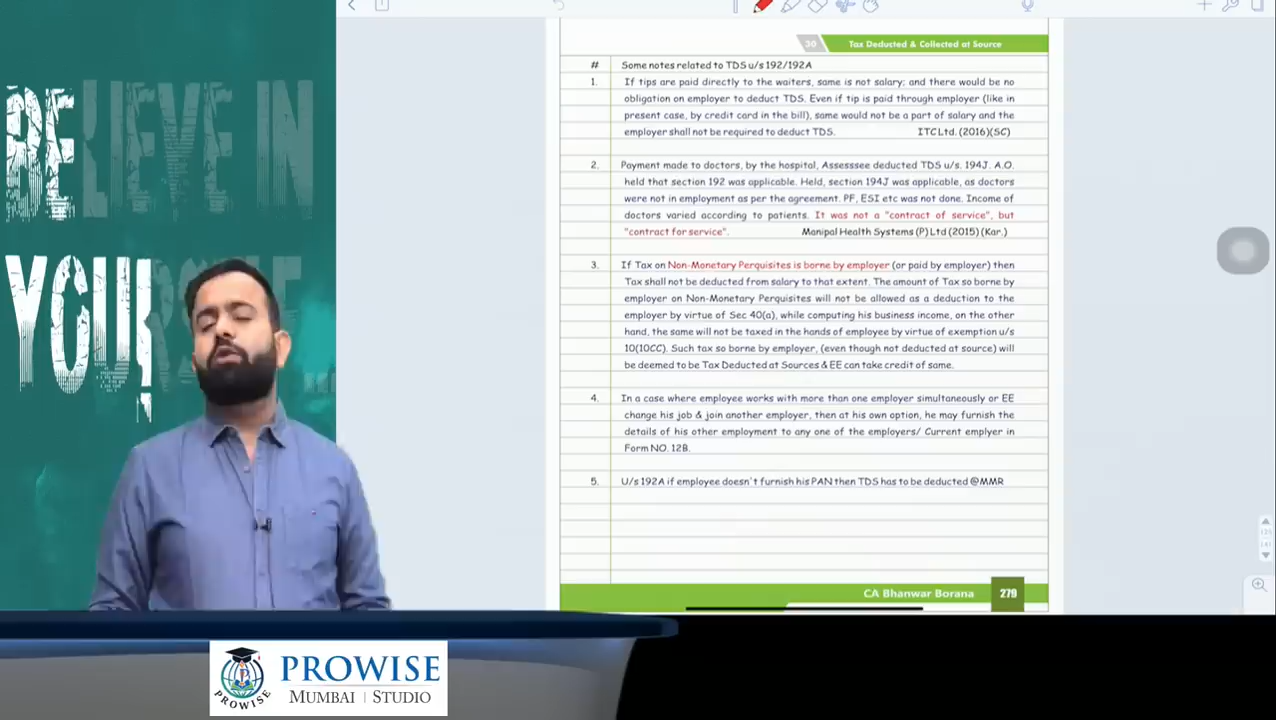 BELIEVE IN
YOU
30 Tax Deducted & Collected at Source
# Some notes related to TDS u/s 192/192A
1. If tips are paid directly to the waiters, same is not salary; and there would be no
obligation on employer to deduct TDS. Even if tip is paid through employer (like in
present case, by credit card in the bill), same would not be a part of salary and the
employer shall not be required to deduct TDS. ITC Ltd. (2016)(SC)
2. Payment made to doctors, by the hospital, Assesssee deducted TDS u/s. 194J. A.O.
held that section 192 was applicable. Held, section 194J was applicable, as doctors
were not in employment as per the agreement. PF, ESI etc was not done. Income of
doctors varied according to patients. It was not a "contract of service", but
"contract for service". Manipal Health Systems (P) Ltd (2015) (Kar.)
3. If Tax on Non-Monetary Perquisites is borne by employer (or paid by employer) then
Tax shall not be deducted from salary to that extent. The amount of Tax so borne by
employer on Non-Monetary Perquisites will not be allowed as a deduction to the
employer by virtue of Sec 40(a), while computing his business income, on the other
hand, the same will not be taxed in the hands of employee by virtue of exemption u/s
10(10CC). Such tax so borne by employer, (even though not deducted at source) will
be deemed to be Tax Deducted at Sources & EE can take credit of same.
4. In a case where employee works with more than one employer simultaneously or EE
change his job & join another employer, then at his own option, he may furnish the
details of his other employment to any one of the employers/ Current emplyer in
Form NO. 12B.
5. U/s 192A if employee doesn't furnish his PAN then TDS has to be deducted @MMR
CA Bhanwar Borana 279
PROWISE
PROWISE
MUMBAI | STUDIO